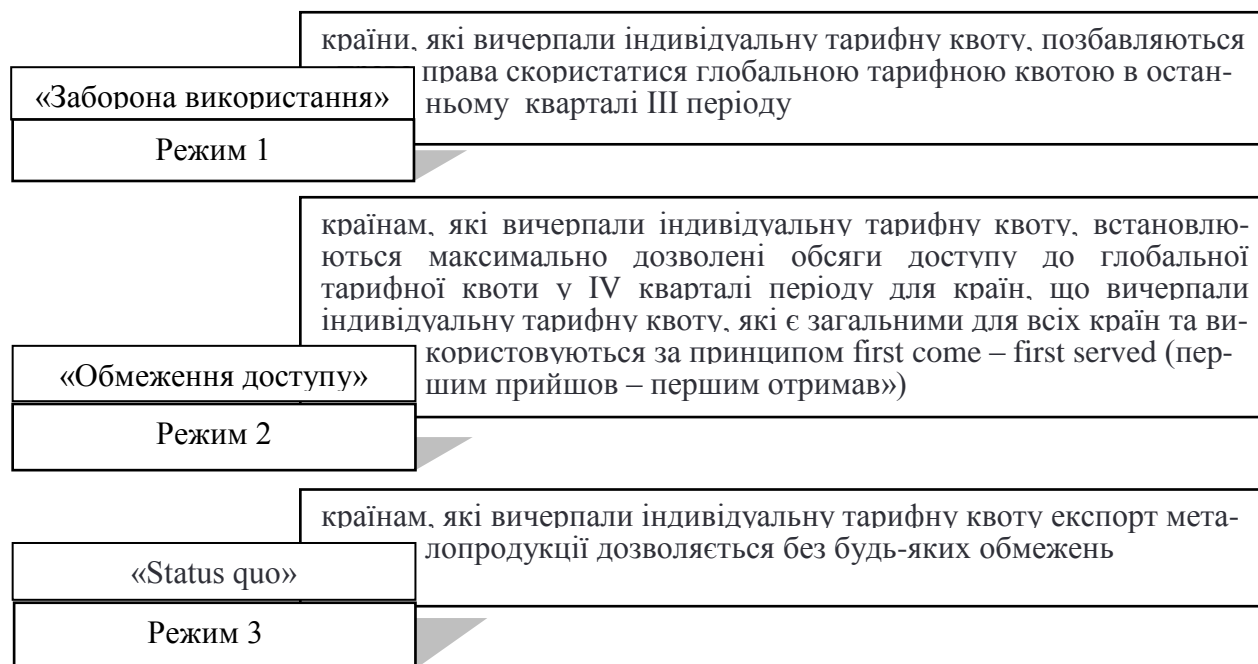 країни, які вичерпали індивідуальну тарифну квоту, позбавляються
права скористатися глобальною тарифною квотою в остан-
ньому кварталі III періоду
«Заборона використання»
Режим 1
країнам, які вичерпали індивідуальну тарифну квоту, встановлю-
ються максимально дозволені обсяги доступу до глобальної
тарифної квоти у IV кварталі періоду для країн, що вичерпали
індивідуальну тарифну квоту, які є загальними для всіх країн та ви-
користовуються за принципом first come – first served (пер-
шим прийшов – першим отримав»)
«Обмеження доступу»
Режим 2
країнам, які вичерпали індивідуальну тарифну квоту експорт мета-
лопродукції дозволяється без будь-яких обмежень
«Status quo»
Режим 3